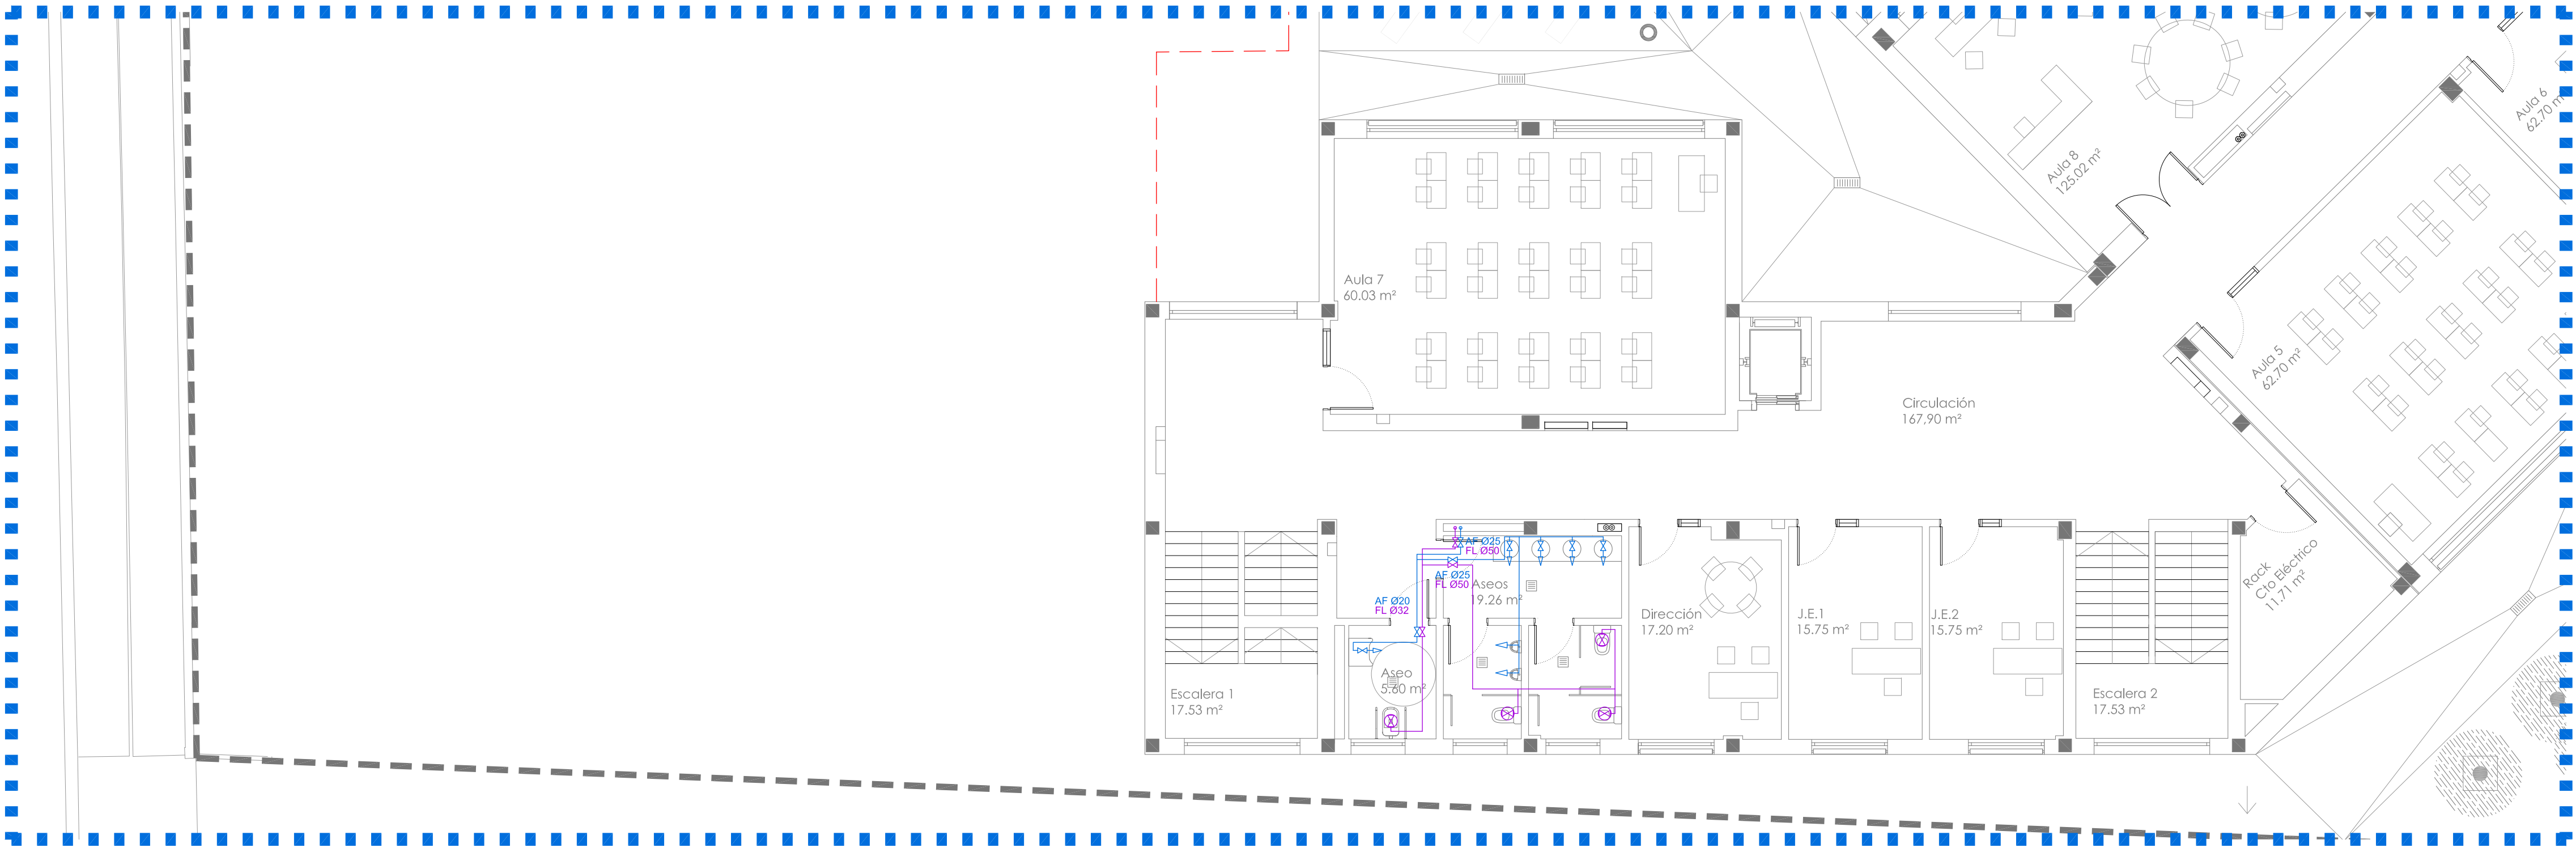 Aula 6
62.70 m²
Aula 8
125.02 m²
Aula 7
60.03 m²
Aula 5
62.70 m²
Circulación
167,90 m²
AF Ø25
FL Ø50
AF Ø25
FL Ø50
Aseos
19.26 m²
AF Ø20
FL Ø32
Rack
Cto Eléctrico
11.71 m²
Dirección
17.20 m²
J.E.1
15.75 m²
J.E.2
15.75 m²
Aseo
5.60 m²
Escalera 1
17.53 m²
Escalera 2
17.53 m²